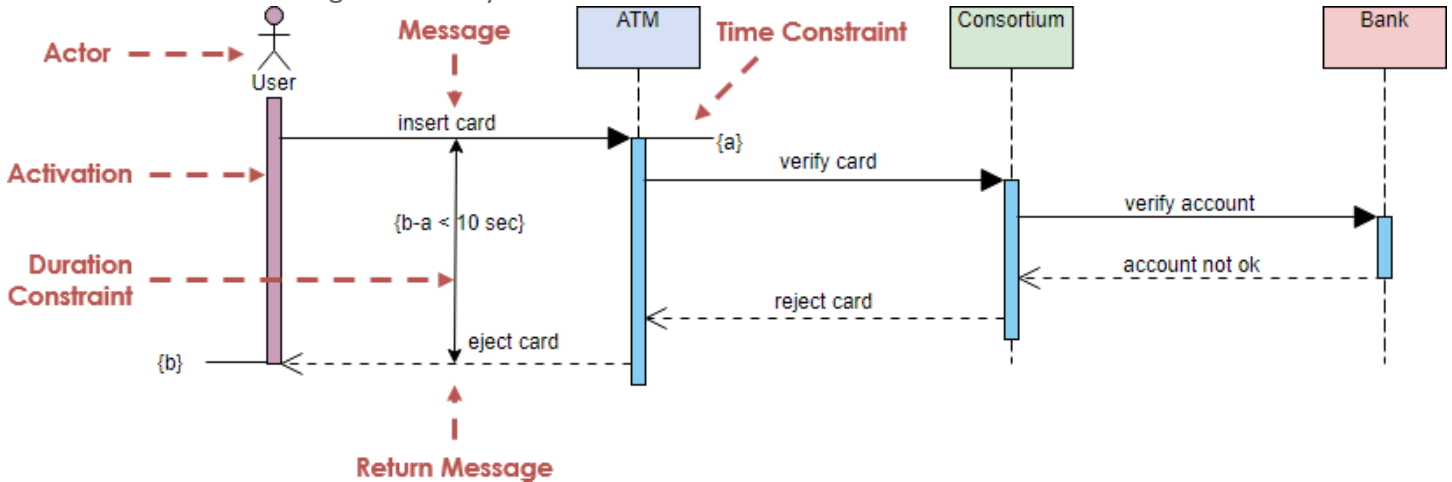 ATM
Consortium
Bank
Message
Time Constraint
Actor
User
insert card
{a}
verify card
Activation
verify account
{b-a < 10 sec}
Duration
Constraint
account not ok
reject card
eject card
{b}
Return Message